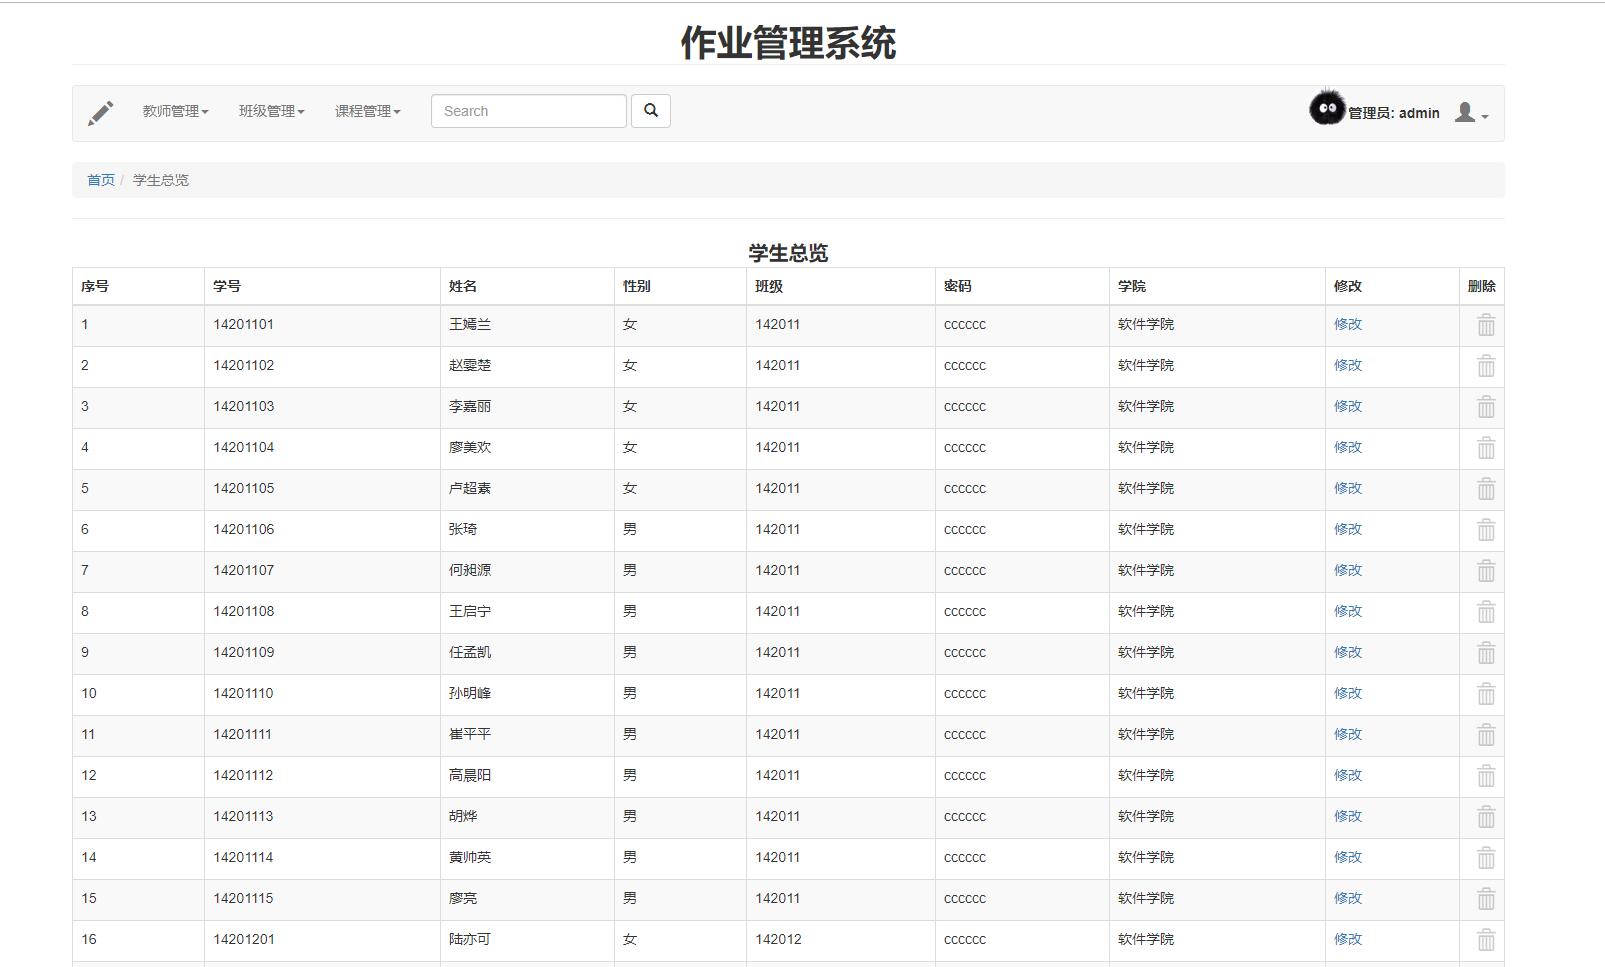 作业管理系统
教师管理 班级管理 课程管理 Search 管理员: admin
首页 / 学生总览
学生总览
序号 学号 姓名 性别 班级 密码 学院 修改 删除
1 14201101 王嫣兰 女 142011 cccccc 软件学院 修改
2 14201102 赵雯楚 女 142011 cccccc 软件学院 修改
3 14201103 李嘉丽 女 142011 cccccc 软件学院 修改
4 14201104 廖美欢 女 142011 cccccc 软件学院 修改
5 14201105 卢超素 女 142011 cccccc 软件学院 修改
6 14201106 张琦 男 142011 cccccc 软件学院 修改
7 14201107 何昶源 男 142011 cccccc 软件学院 修改
8 14201108 王启宁 男 142011 cccccc 软件学院 修改
9 14201109 任孟凯 男 142011 cccccc 软件学院 修改
10 14201110 孙明峰 男 142011 cccccc 软件学院 修改
11 14201111 崔平平 男 142011 cccccc 软件学院 修改
12 14201112 高晨阳 男 142011 cccccc 软件学院 修改
13 14201113 胡烨 男 142011 cccccc 软件学院 修改
14 14201114 黄帅英 男 142011 cccccc 软件学院 修改
15 14201115 廖亮 男 142011 cccccc 软件学院 修改
16 14201201 陆亦可 女 142012 cccccc 软件学院 修改